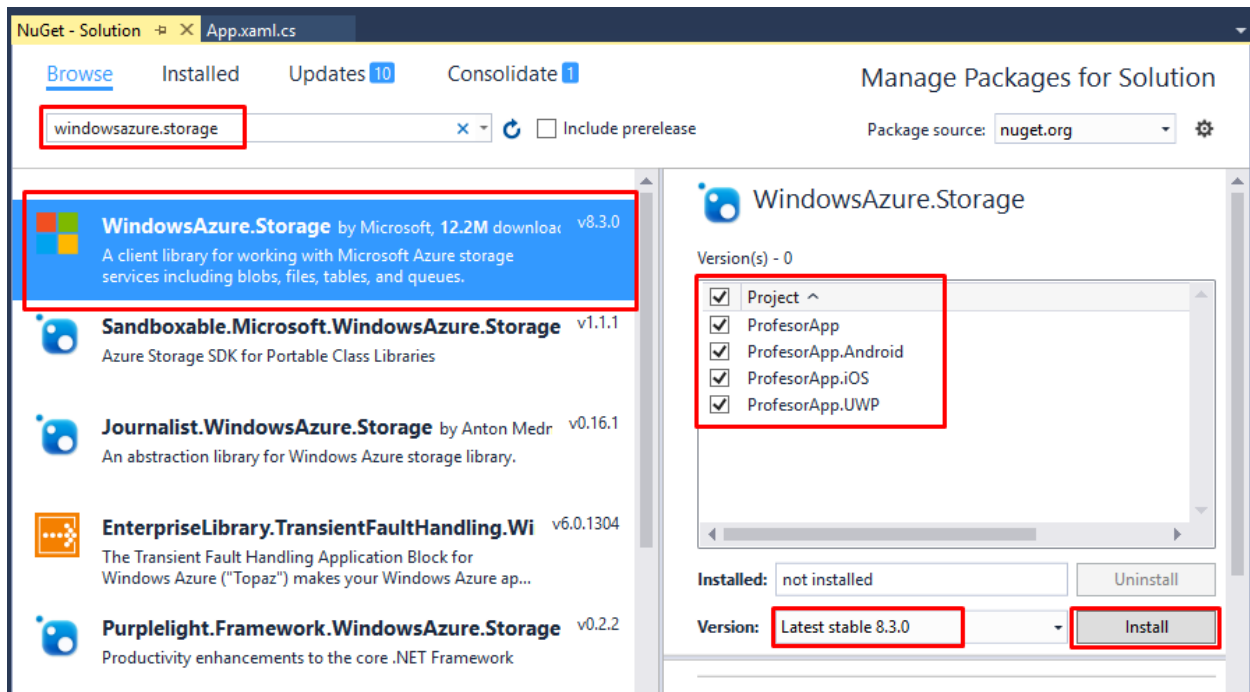 NuGet - Solution App.xaml.cs
Browse Installed Updates 10 Consolidate 1 Manage Packages for Solution
windowsazure.storage Include prerelease Package source: nuget.org
WindowsAzure.Storage by Microsoft, 12.2M downloac v8.3.0
A client library for working with Microsoft Azure storage
services including blobs, files, tables, and queues.
Sandboxable.Microsoft.WindowsAzure.Storage v1.1.1
Azure Storage SDK for Portable Class Libraries
Journalist.WindowsAzure.Storage by Anton Medr v0.16.1
An abstraction library for Windows Azure storage library.
EnterpriseLibrary.TransientFaultHandling.Wi v6.0.1304
The Transient Fault Handling Application Block for
Windows Azure ("Topaz") makes your Windows Azure ap...
Purplelight.Framework.WindowsAzure.Storage v0.2.2
Productivity enhancements to the core .NET Framework
WindowsAzure.Storage
Version(s) - 0
Project
ProfesorApp
ProfesorApp.Android
ProfesorApp.iOS
ProfesorApp.UWP
Installed: not installed Uninstall
Version: Latest stable 8.3.0 Install